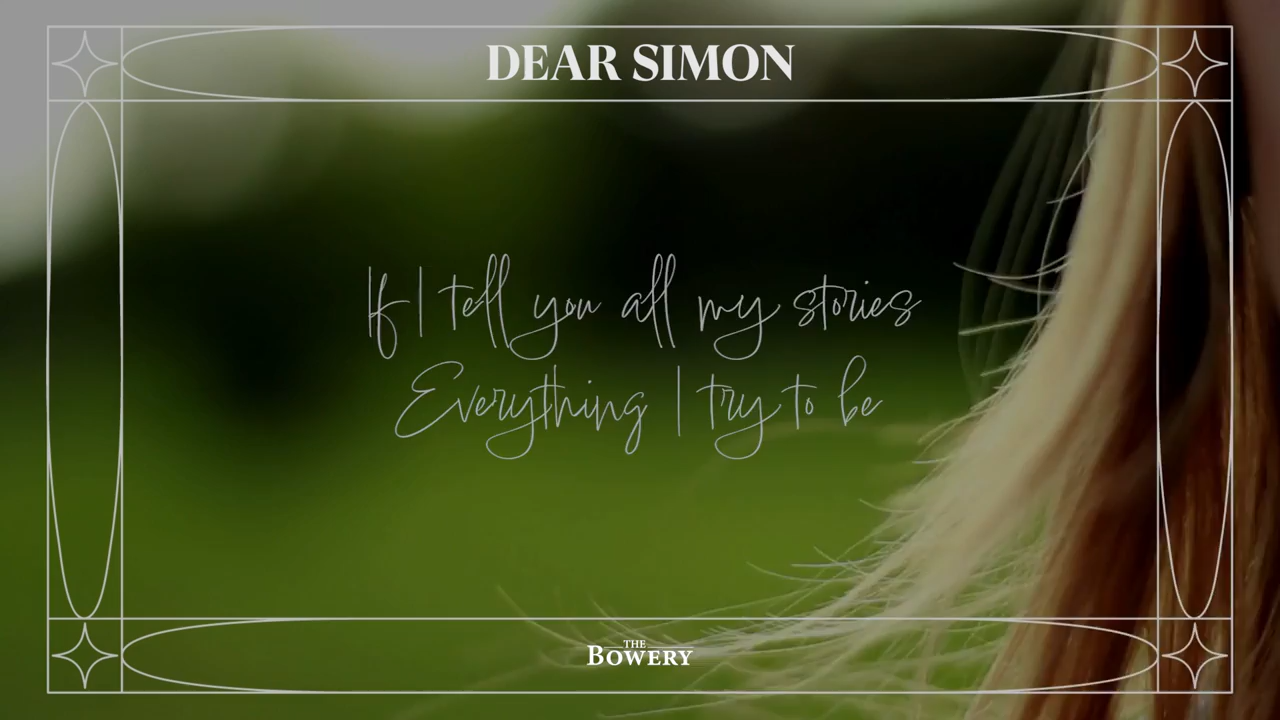 DEAR SIMON
If I tell you all my stories
Everything I try to be
THE
BOWERY